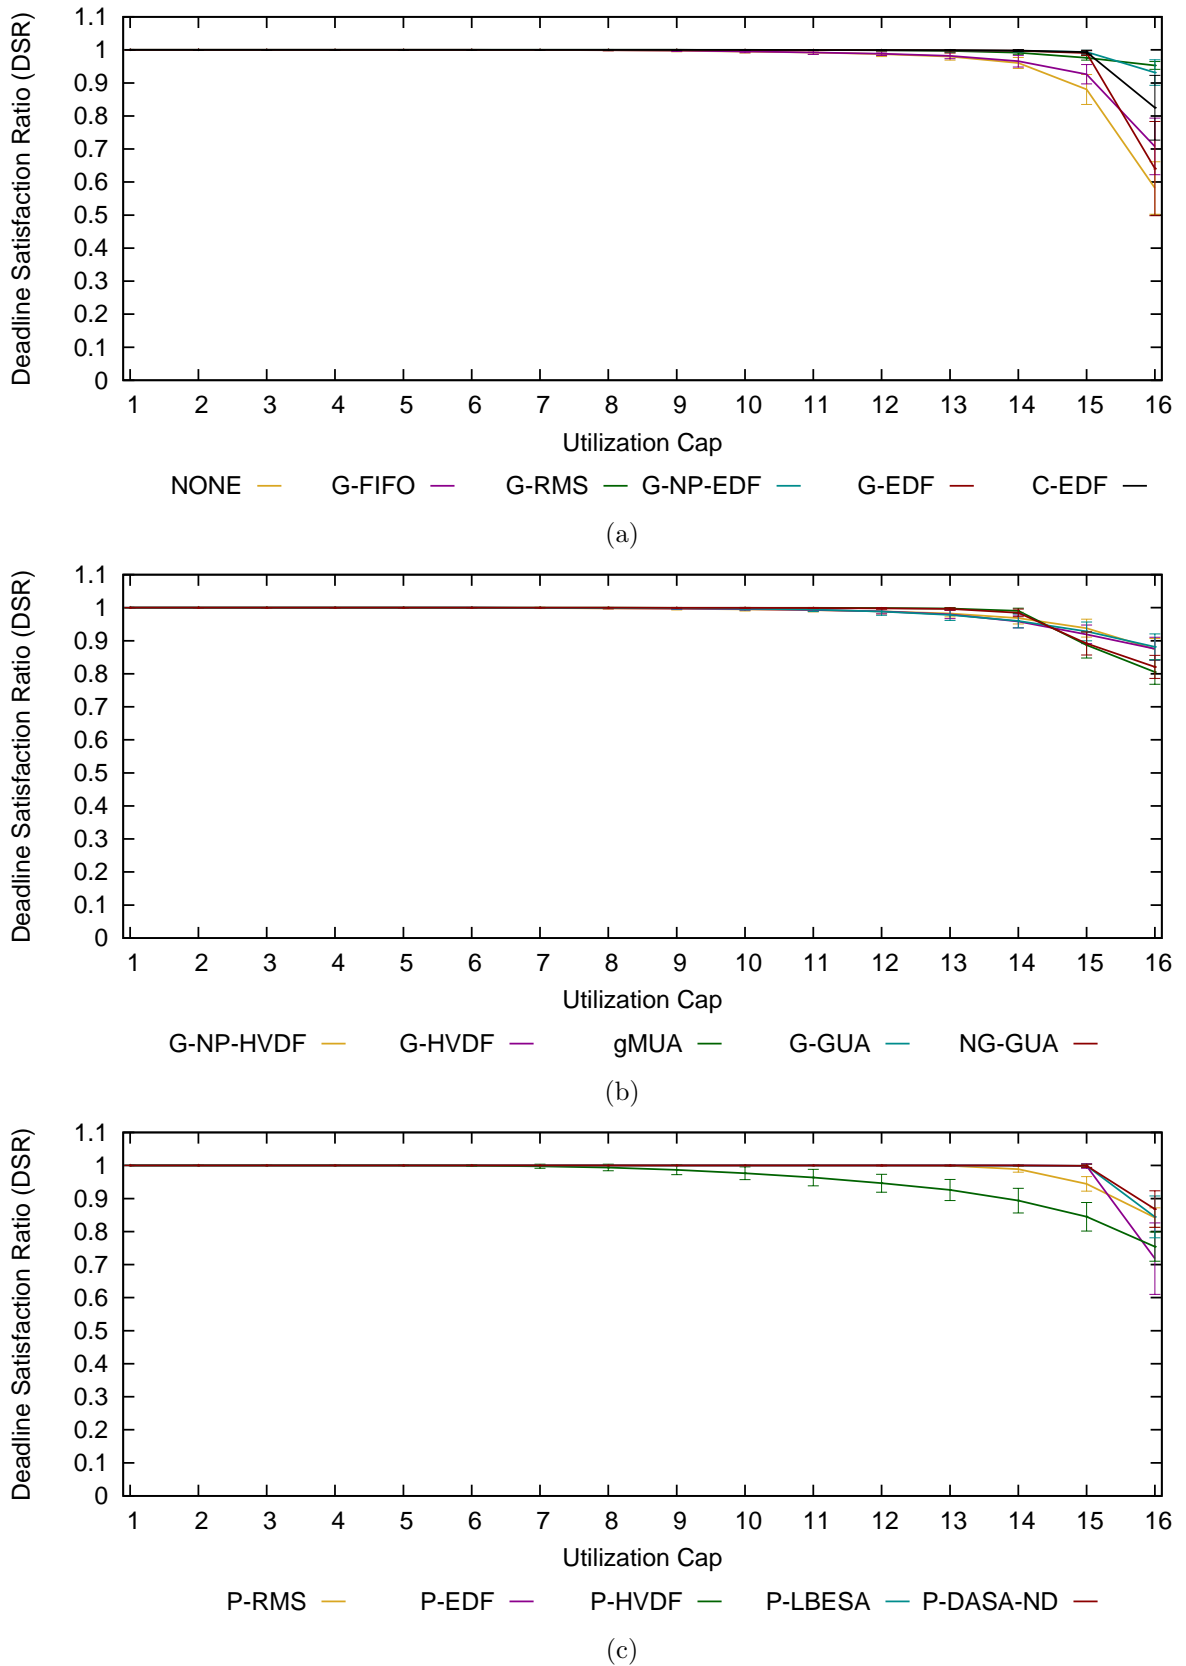 Deadline Satisfaction Ratio (DSR)
1.1
1
0.9
0.8
0.7
0.6
0.5
0.4
0.3
0.2
0.1
0
1 2 3 4 5 6 7 8 9 10 11 12 13 14 15 16
Utilization Cap
NONE G-FIFO G-RMS G-NP-EDF G-EDF C-EDF
(a)
Deadline Satisfaction Ratio (DSR)
1.1
1
0.9
0.8
0.7
0.6
0.5
0.4
0.3
0.2
0.1
0
1 2 3 4 5 6 7 8 9 10 11 12 13 14 15 16
Utilization Cap
G-NP-HVDF G-HVDF gMUA G-GUA NG-GUA
(b)
Deadline Satisfaction Ratio (DSR)
1.1
1
0.9
0.8
0.7
0.6
0.5
0.4
0.3
0.2
0.1
0
1 2 3 4 5 6 7 8 9 10 11 12 13 14 15 16
Utilization Cap
P-RMS P-EDF P-HVDF P-LBESA P-DASA-ND
(c)